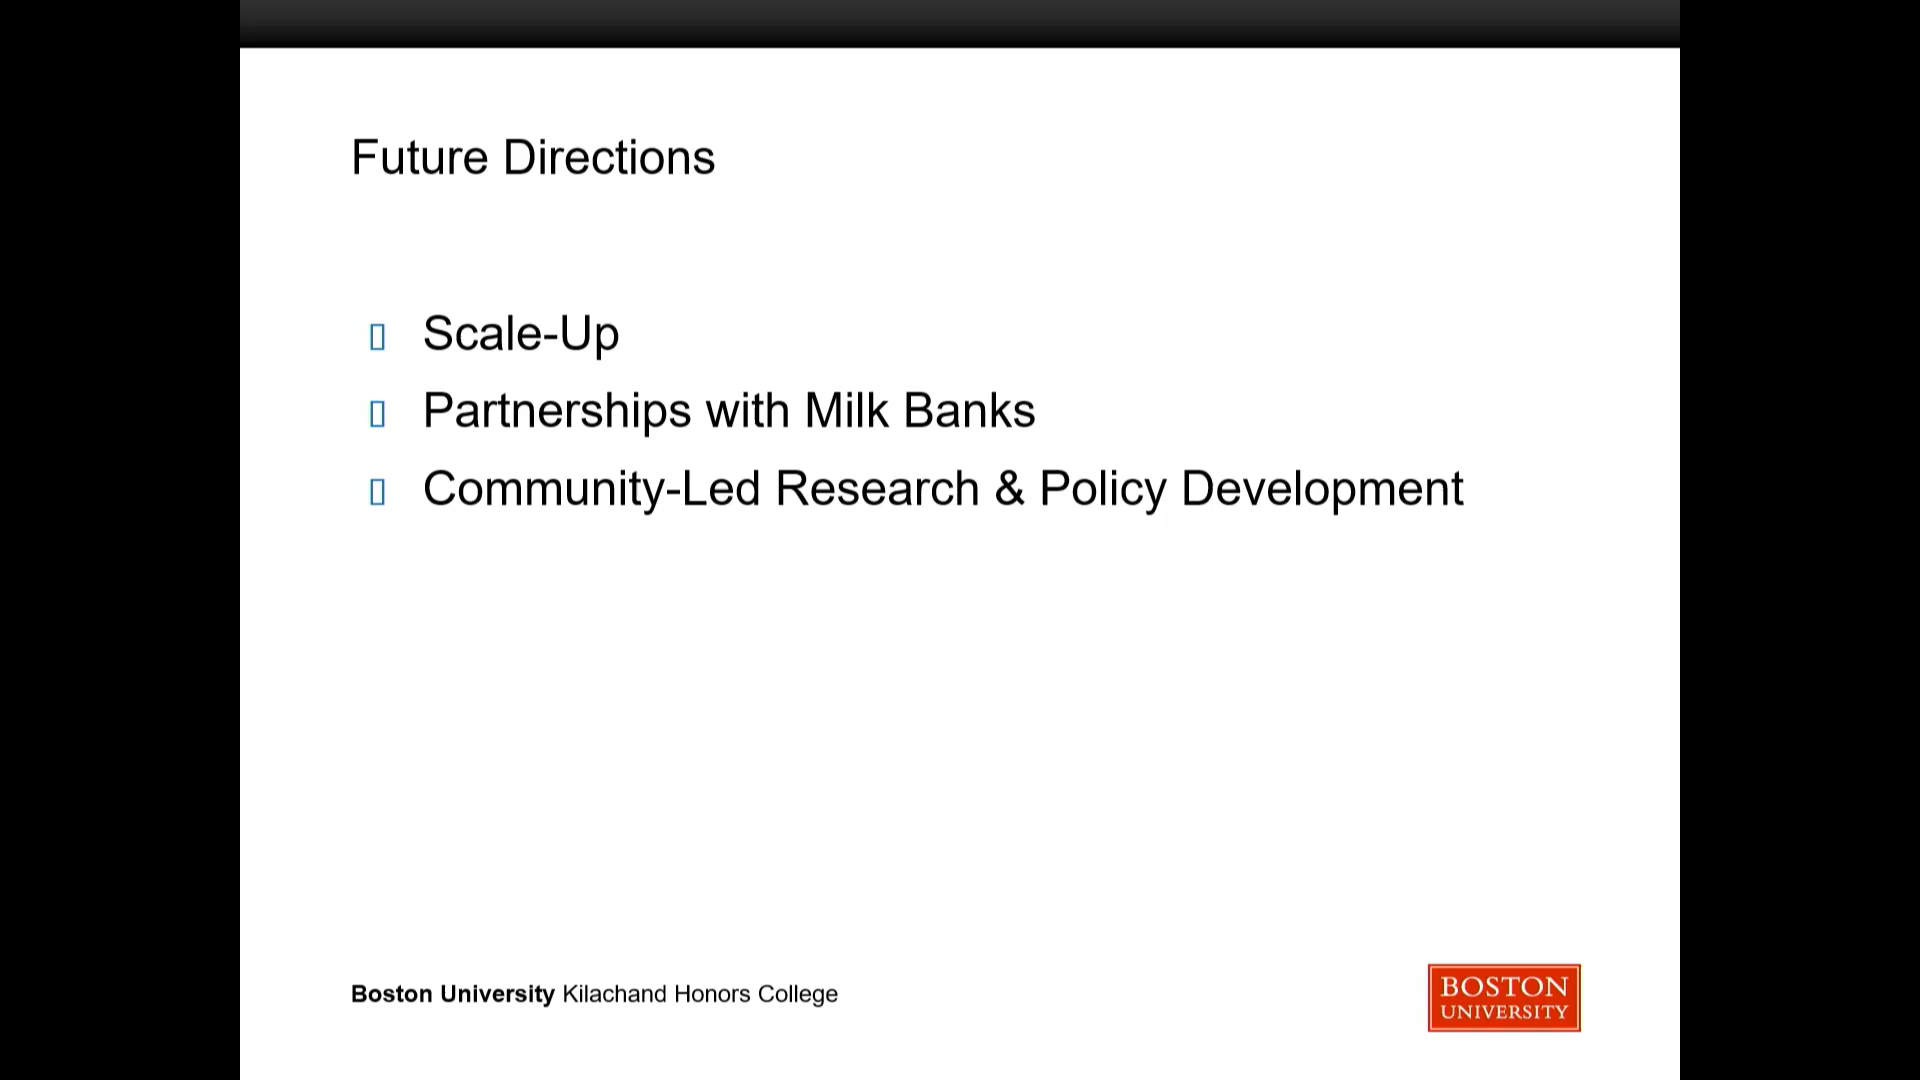 Future Directions
Scale-Up
Partnerships with Milk Banks
Community-Led Research & Policy Development
Boston University Kilachand Honors College
BOSTON
UNIVERSITY